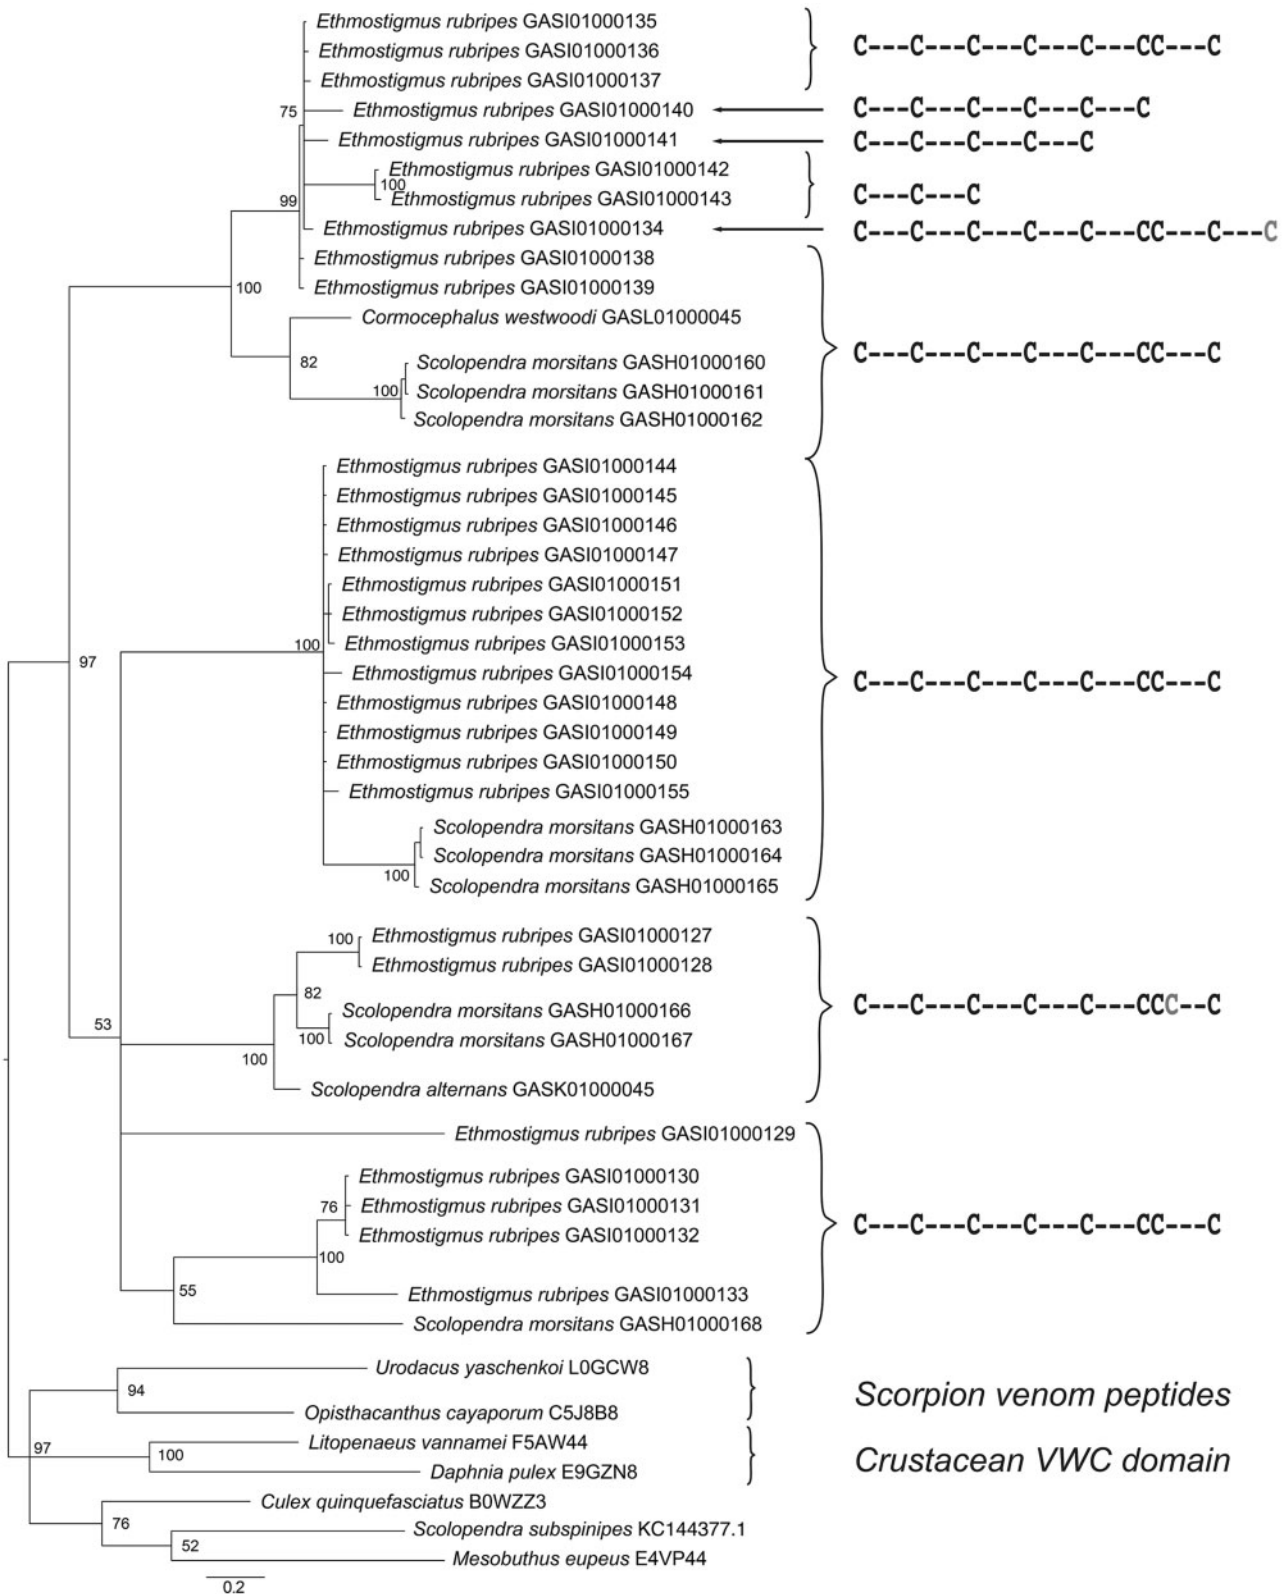 Ethmostigmus rubripes GASI01000135
Ethmostigmus rubripes GASI01000136
C---C---C---C---C---CC---C
Ethmostigmus rubripes GASI01000137
75
Ethmostigmus rubripes GASI01000140
C---C---C---C---C---C
Ethmostigmus rubripes GASI01000141
C---C---C---C---C
Ethmostigmus rubripes GASI01000142
100
Ethmostigmus rubripes GASI01000143
C---C---C
99
Ethmostigmus rubripes GASI01000134
C---C---C---C---C---CC---C---C
Ethmostigmus rubripes GASI01000138
100
Ethmostigmus rubripes GASI01000139
Cormocephalus westwoodi GASL01000045
82
C---C---C---C---C---CC---C
Scolopendra morsitans GASH01000160
100
Scolopendra morsitans GASH01000161
Scolopendra morsitans GASH01000162
Ethmostigmus rubripes GASI01000144
Ethmostigmus rubripes GASI01000145
Ethmostigmus rubripes GASI01000146
Ethmostigmus rubripes GASI01000147
Ethmostigmus rubripes GASI01000151
Ethmostigmus rubripes GASI01000152
100
Ethmostigmus rubripes GASI01000153
97
Ethmostigmus rubripes GASI01000154
C---C---C---C---C---CC---C
Ethmostigmus rubripes GASI01000148
Ethmostigmus rubripes GASI01000149
Ethmostigmus rubripes GASI01000150
Ethmostigmus rubripes GASI01000155
Scolopendra morsitans GASH01000163
Scolopendra morsitans GASH01000164
100
Scolopendra morsitans GASH01000165
100
Ethmostigmus rubripes GASI01000127
Ethmostigmus rubripes GASI01000128
82
C---C---C---C---C---CCC--C
Scolopendra morsitans GASH01000166
53
100
Scolopendra morsitans GASH01000167
100
Scolopendra alternans GASK01000045
Ethmostigmus rubripes GASI01000129
Ethmostigmus rubripes GASI01000130
76
Ethmostigmus rubripes GASI01000131
C---C---C---C---C---CC---C
Ethmostigmus rubripes GASI01000132
100
55
Ethmostigmus rubripes GASI01000133
Scolopendra morsitans GASH01000168
Urodacus yaschenkoi L0GCW8
94
Scorpion venom peptides
Opisthacanthus cayaporum C5J8B8
97
Litopenaeus vannamei F5AW44
100
Crustacean VWC domain
Daphnia pulex E9GZN8
Culex quinquefasciatus B0WZZ3
76
Scolopendra subspinipes KC144377.1
52
Mesobuthus eupeus E4VP44
0.2